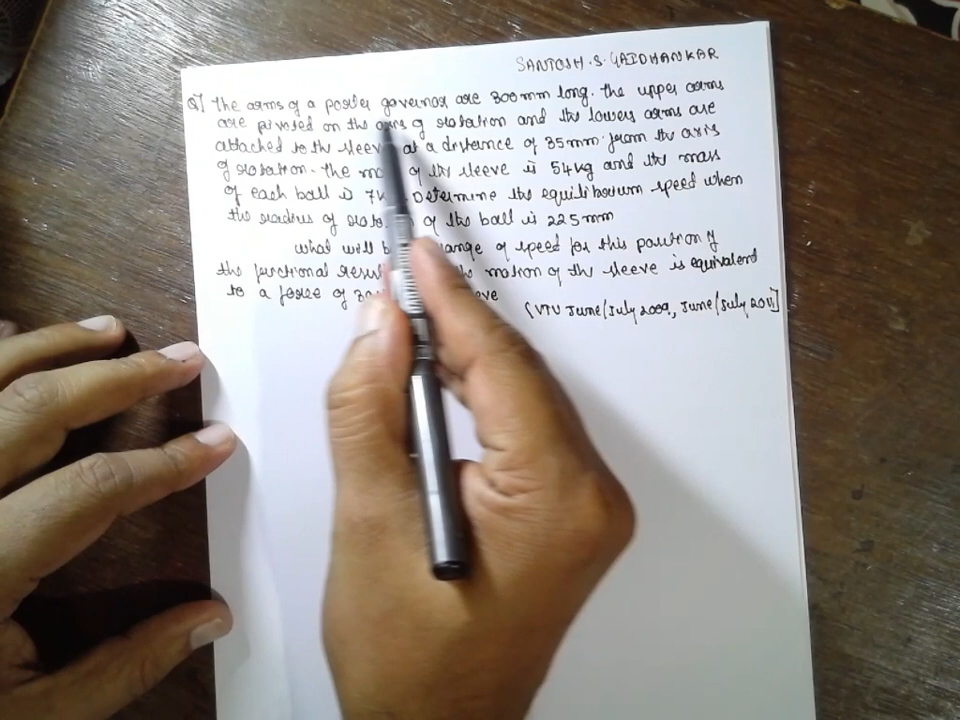 SANTOSH.S.GAIDHANKAR
Q] The arms of a porter governor are 300mm long. the upper arms
are pivoted on the axis of rotation and the lower arms are
attached to the sleeve at a distance of 35mm from the axis
of rotation. the of the sleeve is 54kg and the mass
of each ball is 7k Determine the equilibrium speed when
the radius of of the ball is 225mm
what will b range of speed for this position of
the frictional the motion of the sleeve is equivalent
to a force of
[VTU June/July 2009, June/July 2011]